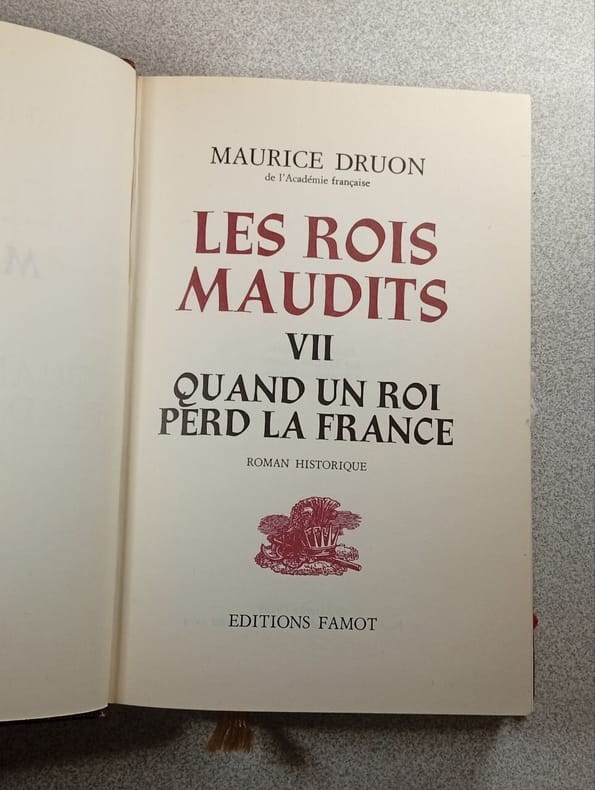 MAURICE DRUON
de l'Académie française
LES ROIS
MAUDITS
VII
QUAND UN ROI
PERD LA FRANCE
ROMAN HISTORIQUE
EDITIONS FAMOT